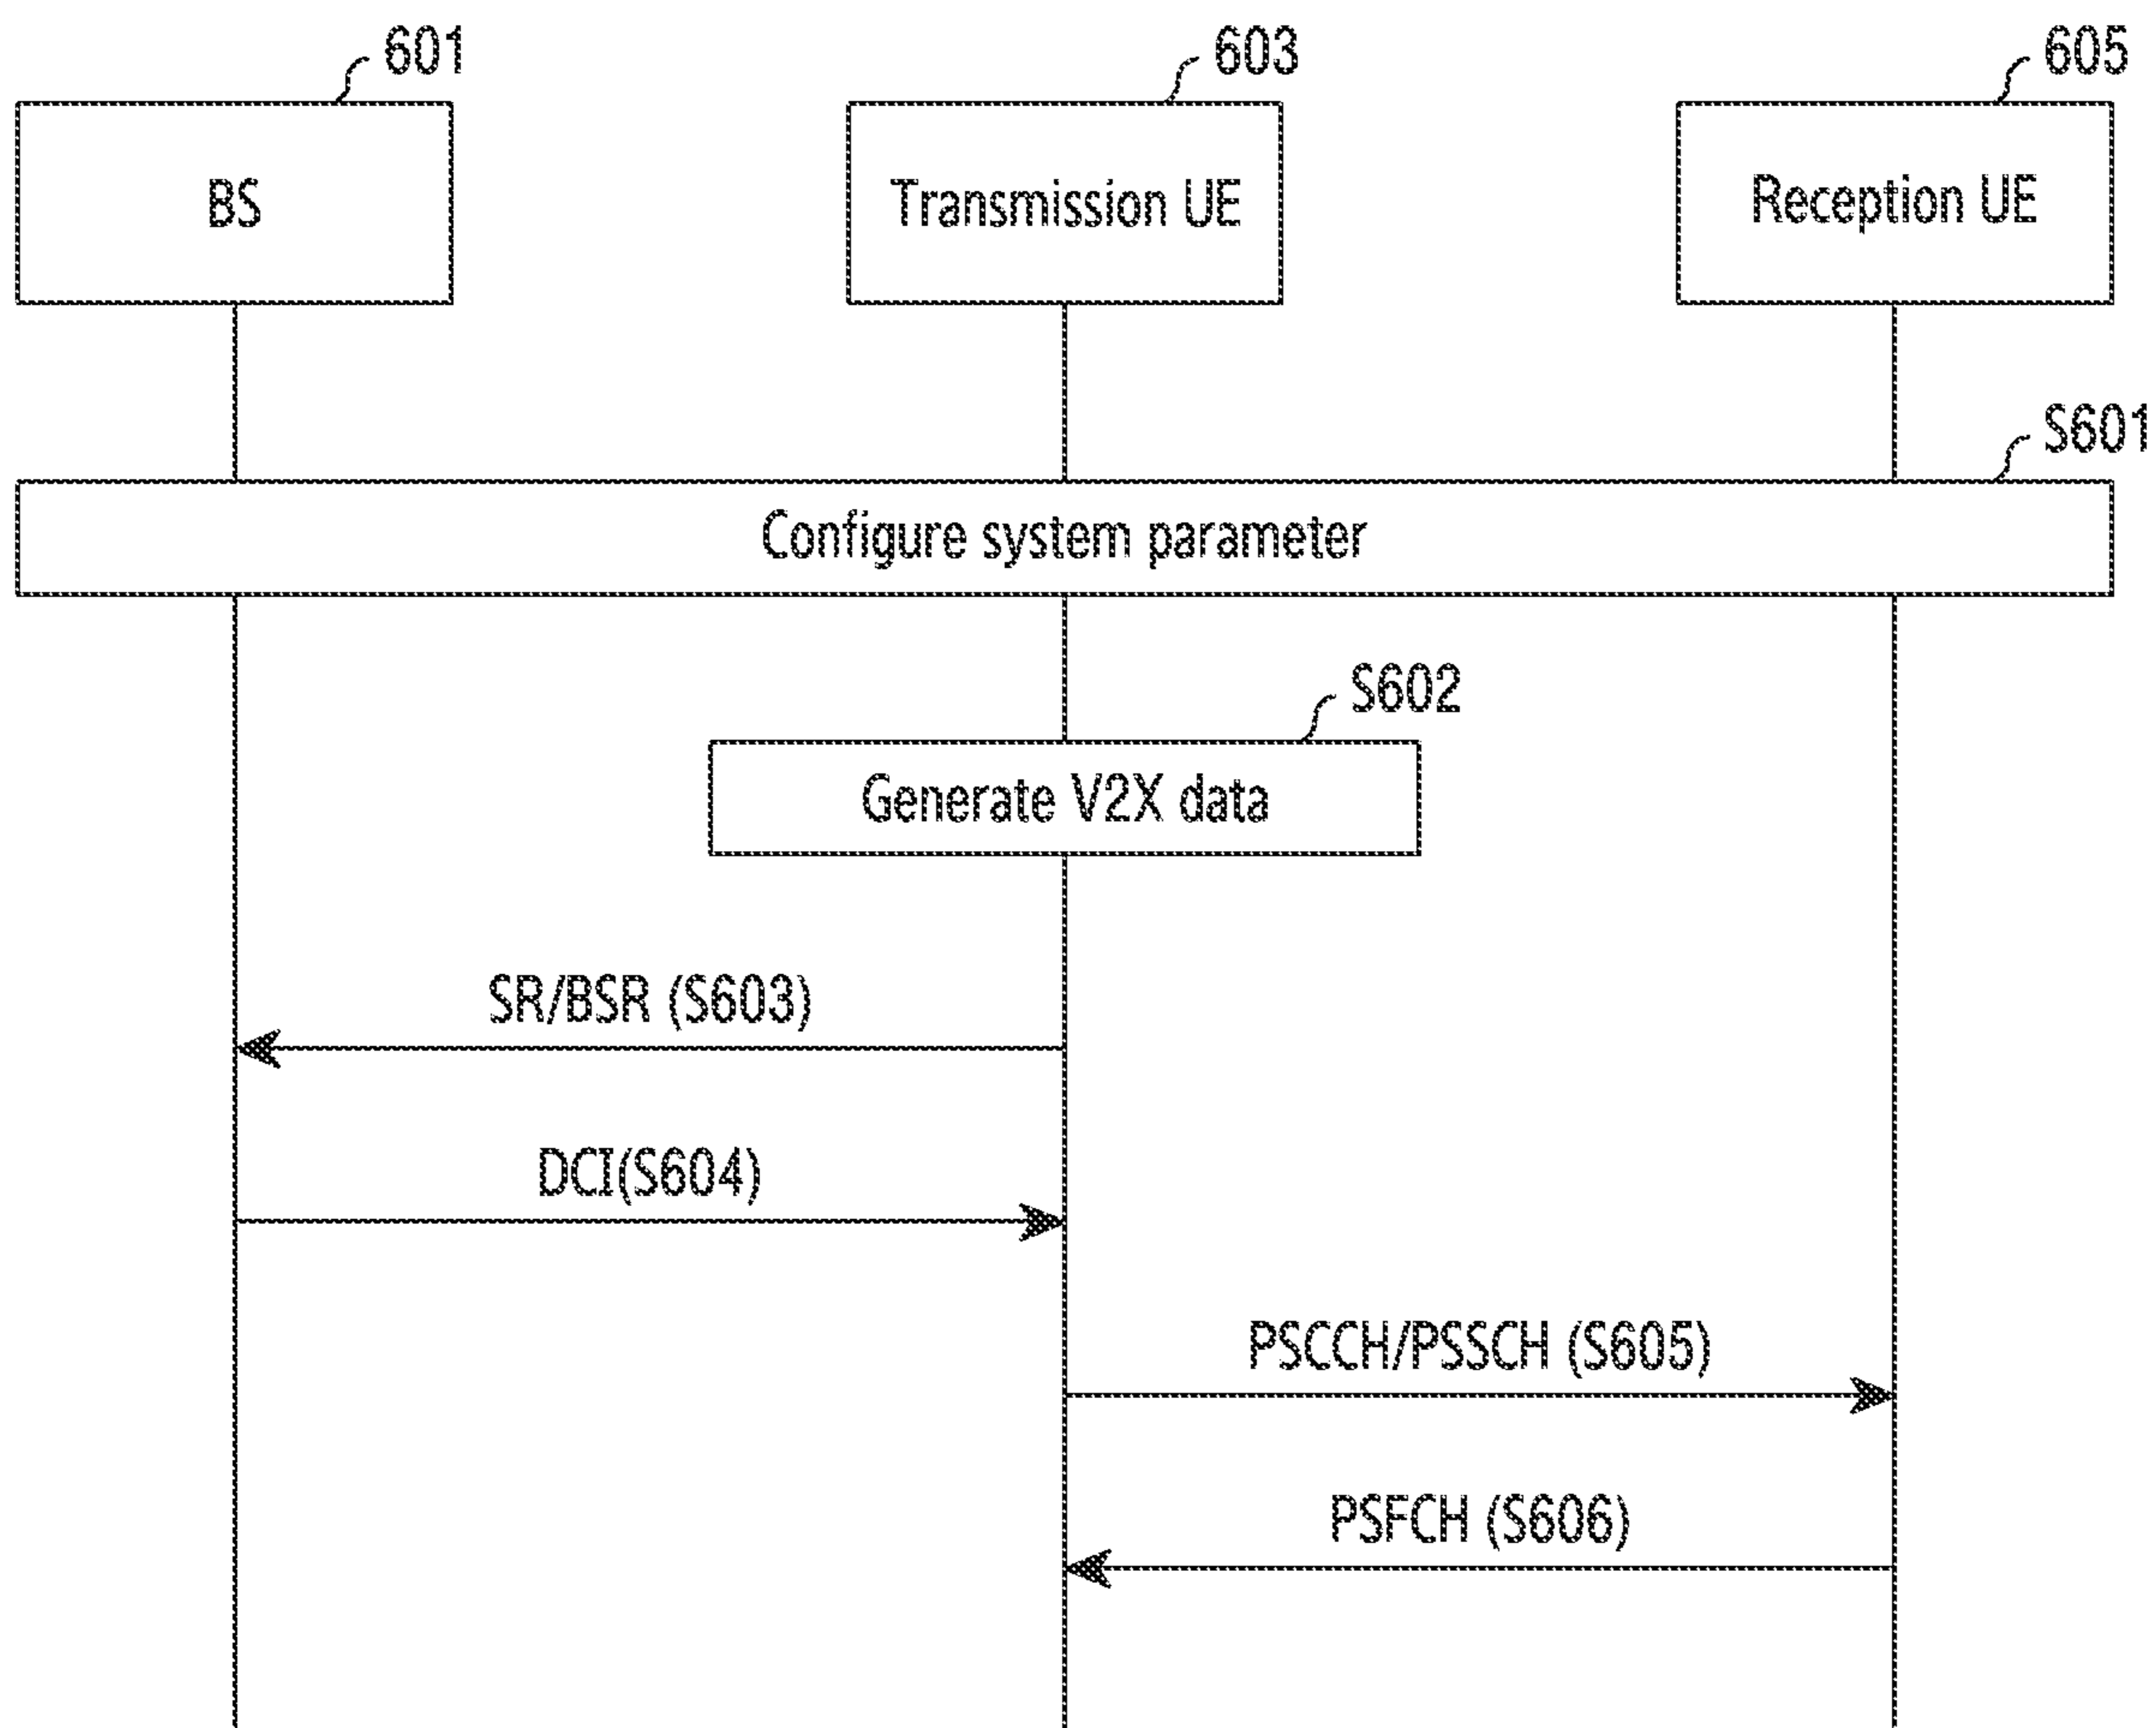 601
603
605
BS
Transmission UE
Reception UE
S601
Configure system parameter
S602
Generate V2X data
SR/BSR (S603)
DCI(S604)
PSCCH/PSSCH (S605)
PSFCH (S606)